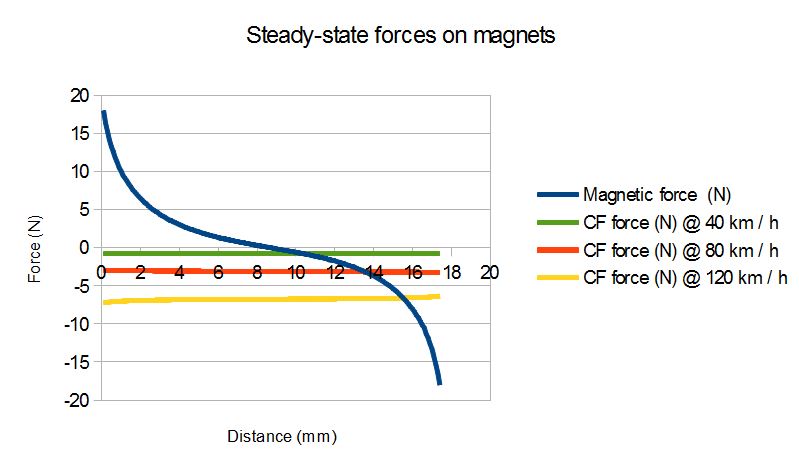 Steady-state forces on magnets
20
15
10
5
0
-5
-10
-15
-20
0 2 4 6 8 10 12 14 16 18 20
Force (N)
Distance (mm)
Magnetic force (N)
CF force (N) @ 40 km / h
CF force (N) @ 80 km / h
CF force (N) @ 120 km / h